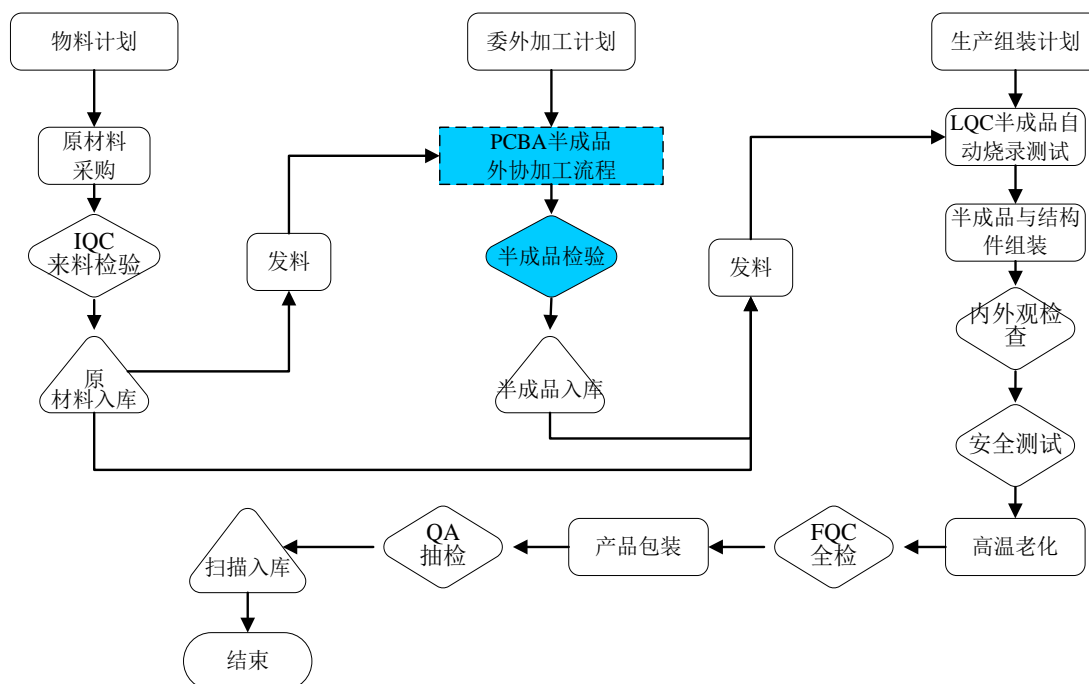 物料计划
委外加工计划
生产组装计划
原材料
采购
PCBA半成品
外协加工流程
LQC半成品自
动烧录测试
IQC
来料检验
发料
半成品检验
发料
半成品与结构
件组装
内外观检
查
原
材料入库
半成品入库
安全测试
扫描入库
QA
抽检
产品包装
FQC
全检
高温老化
结束